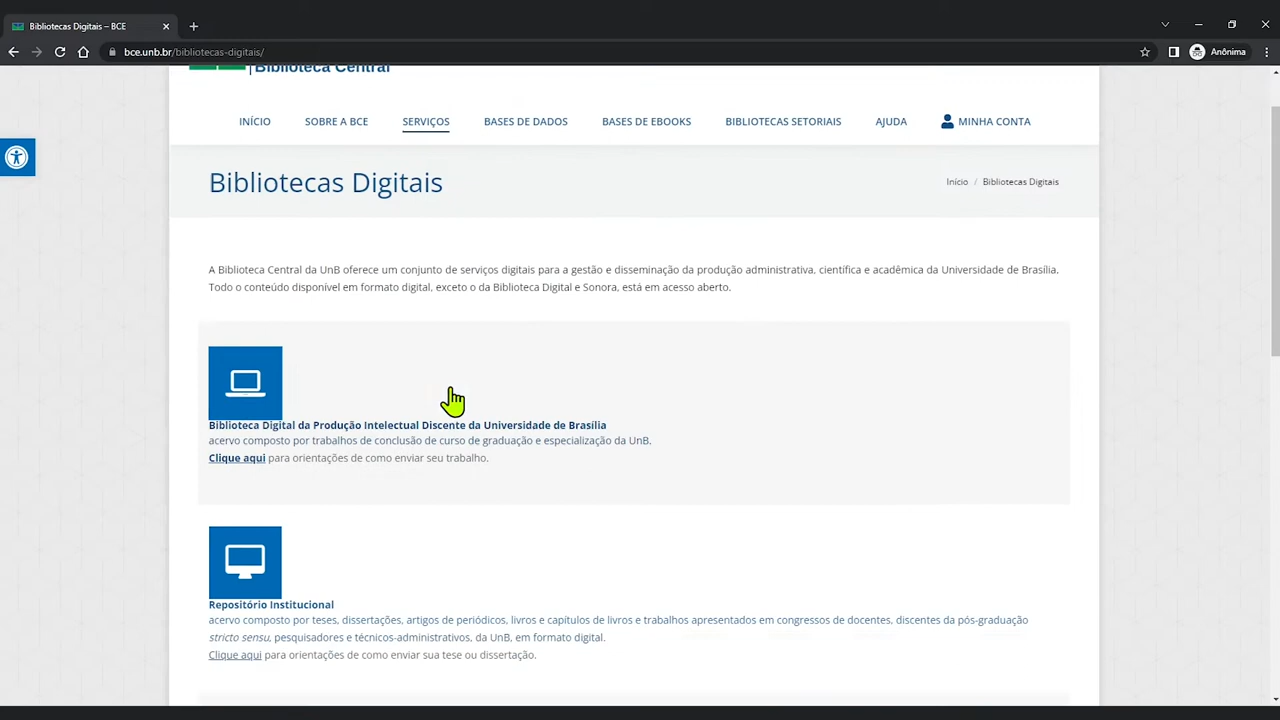 Bibliotecas Digitais – BCE
bce.unb.br/bibliotecas-digitais/
Anônima
Biblioteca Central
INÍCIO
SOBRE A BCE
SERVIÇOS
BASES DE DADOS
BASES DE EBOOKS
BIBLIOTECAS SETORIAIS
AJUDA
MINHA CONTA
Bibliotecas Digitais
Início / Bibliotecas Digitais
A Biblioteca Central da UnB oferece um conjunto de serviços digitais para a gestão e disseminação da produção administrativa, científica e acadêmica da Universidade de Brasília.
Todo o conteúdo disponível em formato digital, exceto o da Biblioteca Digital e Sonora, está em acesso aberto.
Biblioteca Digital da Produção Intelectual Discente da Universidade de Brasília
acervo composto por trabalhos de conclusão de curso de graduação e especialização da UnB.
Clique aqui para orientações de como enviar seu trabalho.
Repositório Institucional
acervo composto por teses, dissertações, artigos de periódicos, livros e capítulos de livros e trabalhos apresentados em congressos de docentes, discentes da pós-graduação
stricto sensu, pesquisadores e técnicos-administrativos, da UnB, em formato digital.
Clique aqui para orientações de como enviar sua tese ou dissertação.